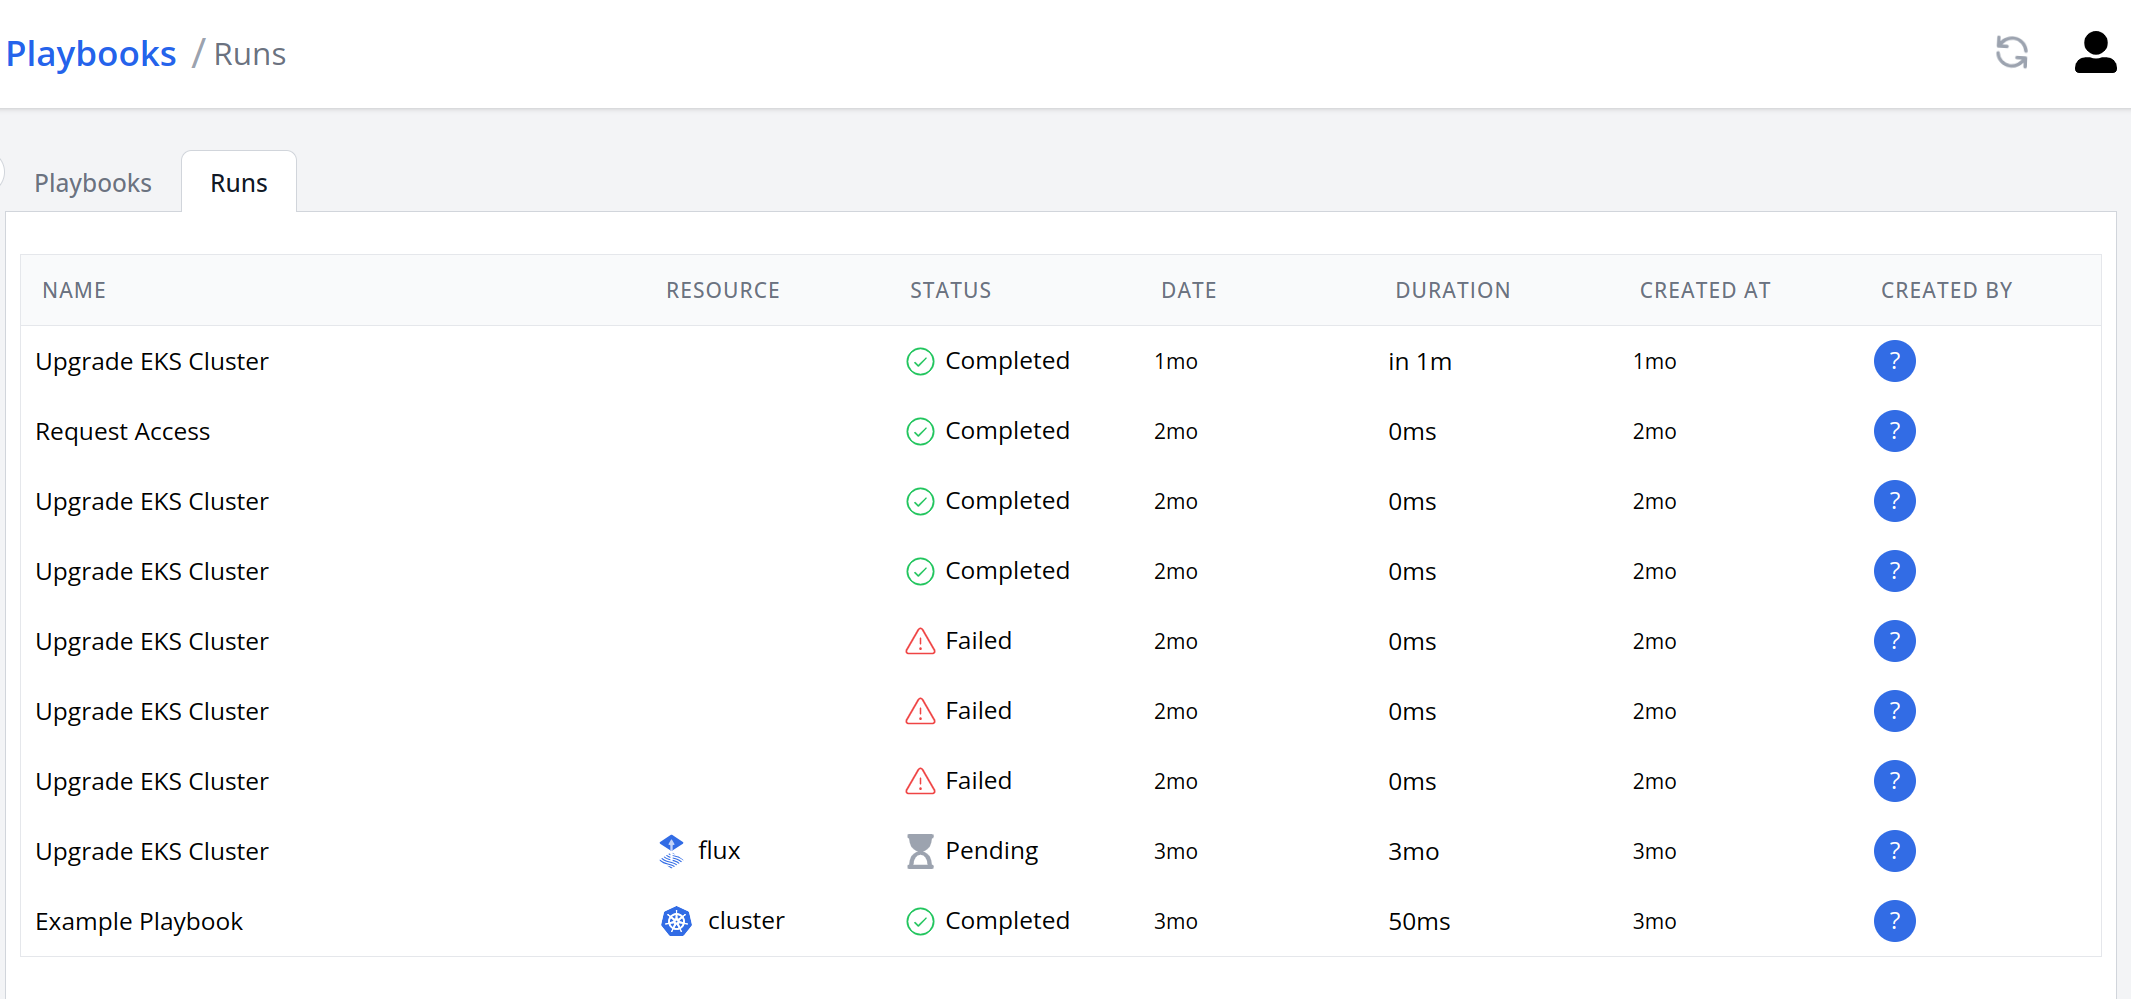 Playbooks / Runs
Playbooks Runs
NAME RESOURCE STATUS DATE DURATION CREATED AT CREATED BY
Upgrade EKS Cluster Completed 1mo in 1m 1mo ?
Request Access Completed 2mo 0ms 2mo ?
Upgrade EKS Cluster Completed 2mo 0ms 2mo ?
Upgrade EKS Cluster Completed 2mo 0ms 2mo ?
Upgrade EKS Cluster Failed 2mo 0ms 2mo ?
Upgrade EKS Cluster Failed 2mo 0ms 2mo ?
Upgrade EKS Cluster Failed 2mo 0ms 2mo ?
Upgrade EKS Cluster flux Pending 3mo 3mo 3mo ?
Example Playbook cluster Completed 3mo 50ms 3mo ?